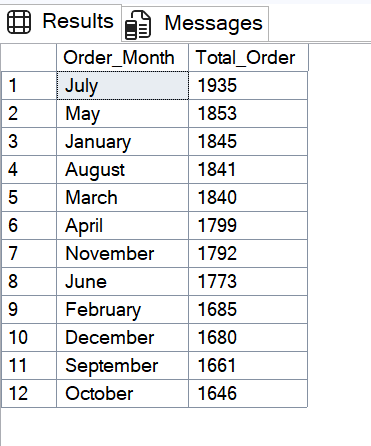 Results Messages
Order_Month Total_Order
1 July 1935
2 May 1853
3 January 1845
4 August 1841
5 March 1840
6 April 1799
7 November 1792
8 June 1773
9 February 1685
10 December 1680
11 September 1661
12 October 1646